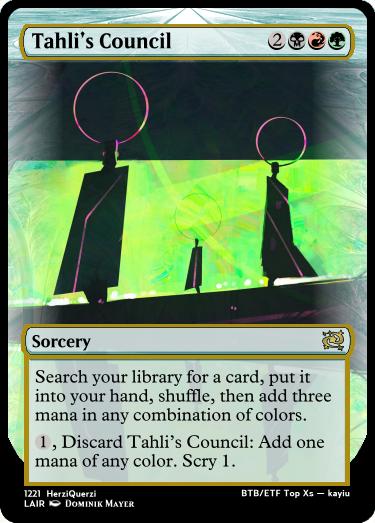 Tahli's Council 2
Sorcery
Search your library for a card, put it
into your hand, shuffle, then add three
mana in any combination of colors.
1 , Discard Tahli's Council: Add one
mana of any color. Scry 1.
1221 HerziQuerzi BTB/ETF Top Xs — kayiu
LAIR Dominik Mayer